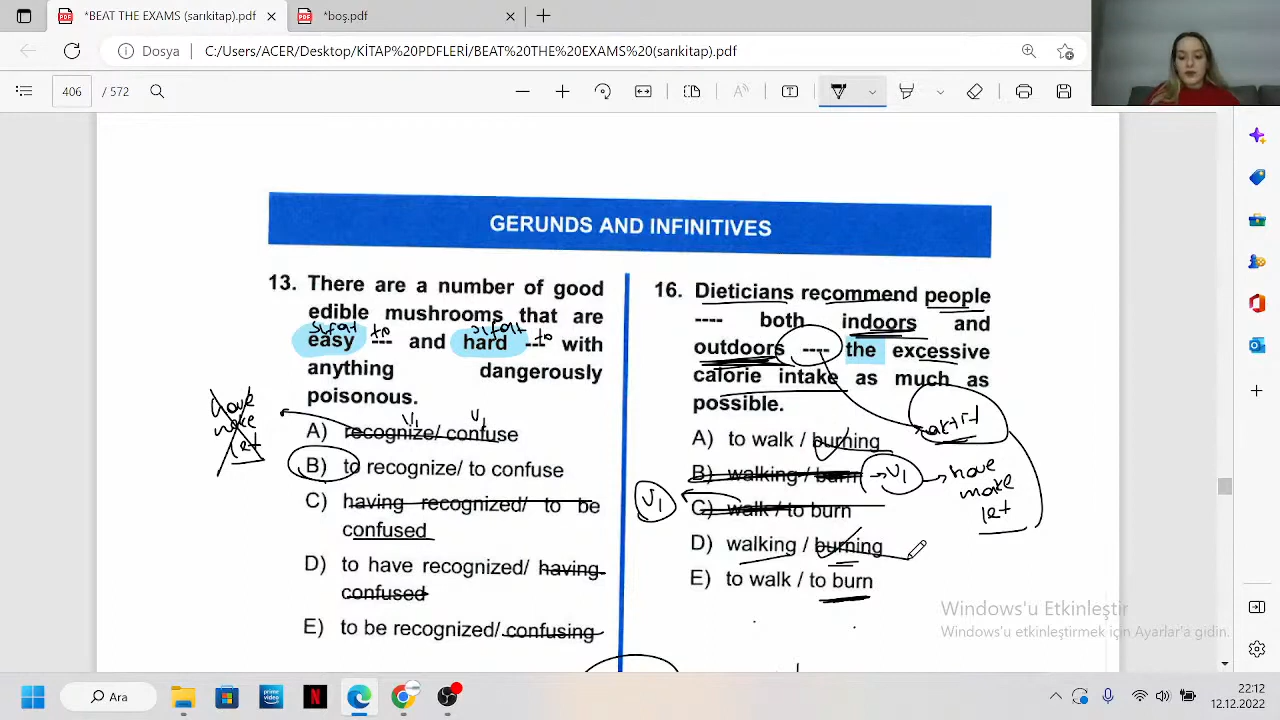 *BEAT THE EXAMS (sarıkitap).pdf
*boş.pdf
Dosya
C:/Users/ACER/Desktop/KİTAP%20PDFLERİ/BEAT%20THE%20EXAMS%20(sarıkitap).pdf
406 / 572
GERUNDS AND INFINITIVES
13. There are a number of good
edible mushrooms that are
sıfat to sıfat to
easy --- and hard --- with
anything dangerously
poisonous.
V1 V1
A) recognize/ confuse
B) to recognize/ to confuse
C) having recognized/ to be
confused
D) to have recognized/ having
confused
E) to be recognized/ confusing
have
make
let
16. Dieticians recommend people
---- both indoors and
outdoors ---- the excessive
calorie intake as much as
possible.
aktif
A) to walk / burning
B) walking / burn → V1
C) walk / to burn
D) walking / burning
E) to walk / to burn
V1
have
make
let
Windows'u Etkinleştir
Windows'u etkinleştirmek için Ayarlar'a gidin.
Ara
prime video
N
22:12
12.12.2022